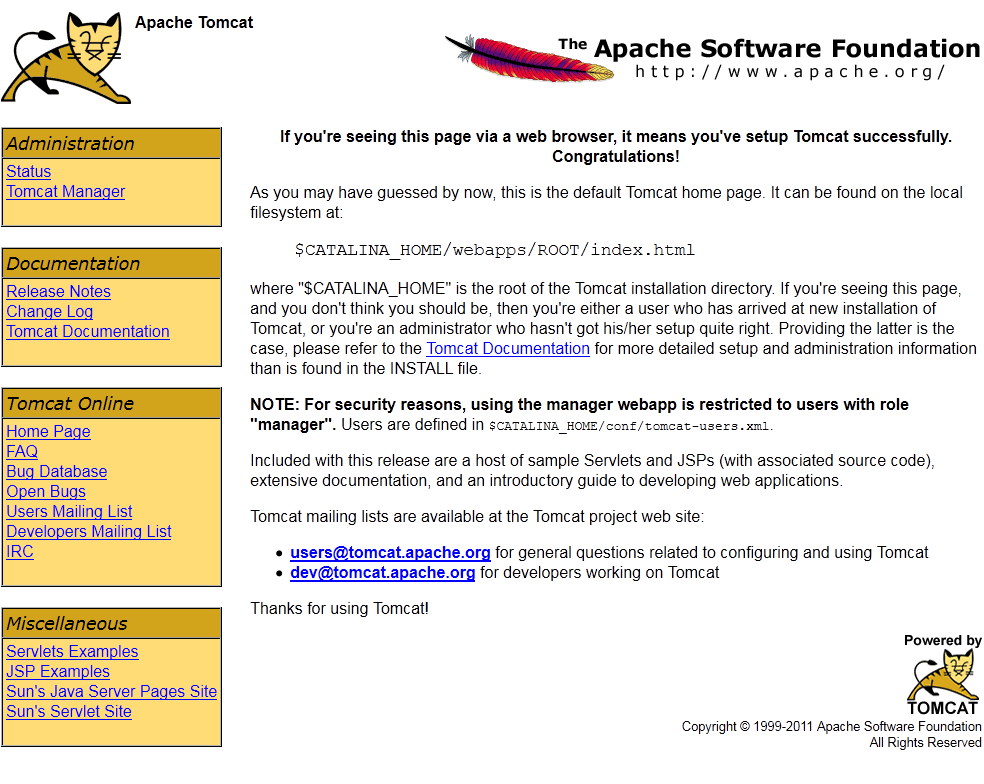 Apache Tomcat
The Apache Software Foundation
http://www.apache.org/
Administration
Status
Tomcat Manager
Documentation
Release Notes
Change Log
Tomcat Documentation
Tomcat Online
Home Page
FAQ
Bug Database
Open Bugs
Users Mailing List
Developers Mailing List
IRC
Miscellaneous
Servlets Examples
JSP Examples
Sun's Java Server Pages Site
Sun's Servlet Site
If you're seeing this page via a web browser, it means you've setup Tomcat successfully.
Congratulations!
As you may have guessed by now, this is the default Tomcat home page. It can be found on the local
filesystem at:
$CATALINA_HOME/webapps/ROOT/index.html
where "$CATALINA_HOME" is the root of the Tomcat installation directory. If you're seeing this page,
and you don't think you should be, then you're either a user who has arrived at new installation of
Tomcat, or you're an administrator who hasn't got his/her setup quite right. Providing the latter is the
case, please refer to the Tomcat Documentation for more detailed setup and administration information
than is found in the INSTALL file.
NOTE: For security reasons, using the manager webapp is restricted to users with role
"manager". Users are defined in $CATALINA_HOME/conf/tomcat-users.xml.
Included with this release are a host of sample Servlets and JSPs (with associated source code),
extensive documentation, and an introductory guide to developing web applications.
Tomcat mailing lists are available at the Tomcat project web site:
• users@tomcat.apache.org for general questions related to configuring and using Tomcat
• dev@tomcat.apache.org for developers working on Tomcat
Thanks for using Tomcat!
Powered by
TOMCAT
Copyright © 1999-2011 Apache Software Foundation
All Rights Reserved